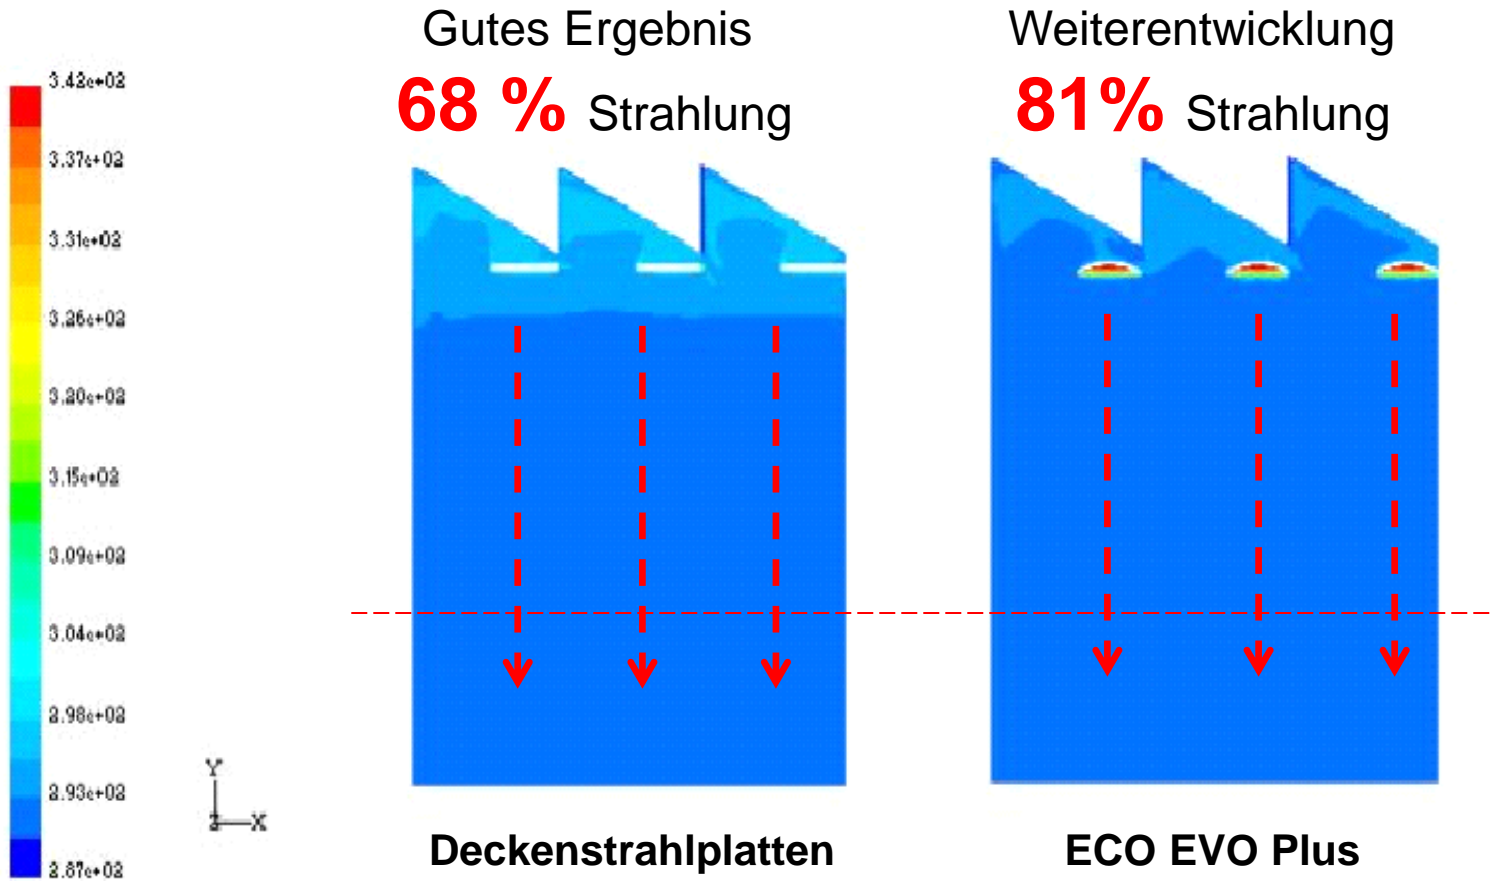 Gutes Ergebnis
68 % Strahlung
Weiterentwicklung
81% Strahlung
3.42e+02
3.37e+02
3.31e+02
3.26e+02
3.20e+02
3.15e+02
3.09e+02
3.04e+02
2.98e+02
2.93e+02
2.87e+02
Y
Z X
Deckenstrahlplatten
ECO EVO Plus